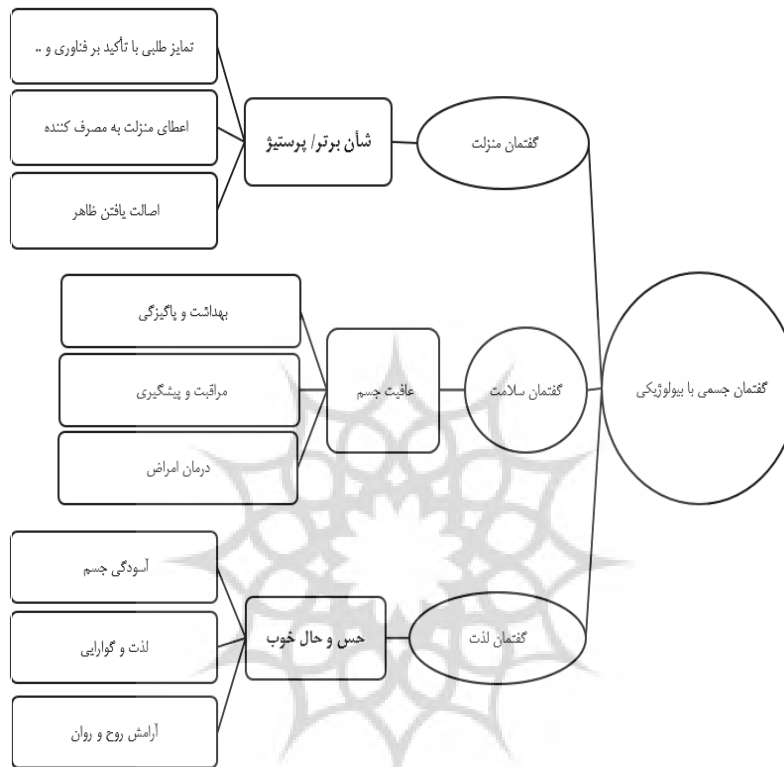 گفتمان جسمی با بیولوژیکی
گفتمان منزلت
شأن برتر/ پرستیژ
تمایز طلبی با تأکید بر فناوری و ..
اعطای منزلت به مصرف کننده
اصالت یافتن ظاهر
گفتمان سلامت
عافیت جسم
بهداشت و پاگیزگی
مراقبت و پیشگیری
درمان امراض
گفتمان لذت
حس و حال خوب
آسودگی جسم
لذت و گوارایی
آرامش روح و روان